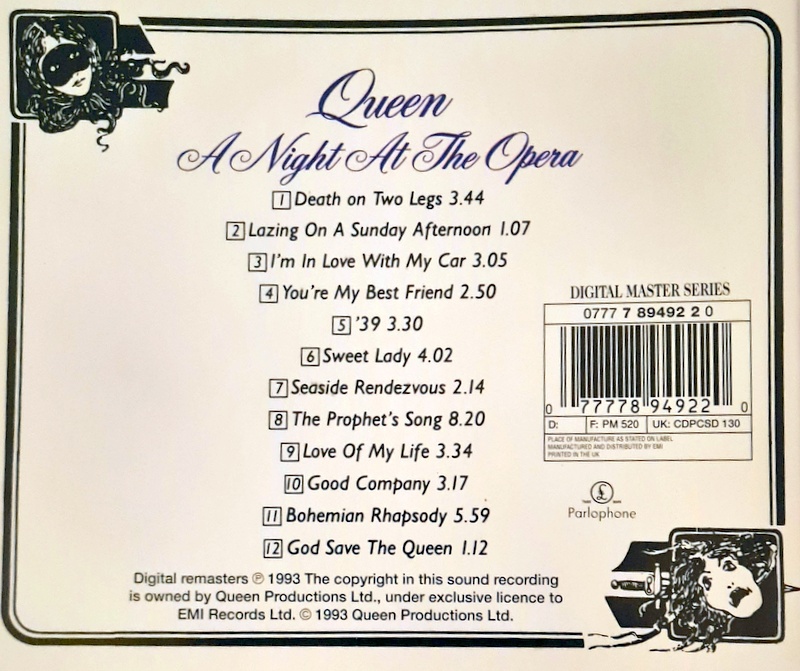 Queen
A Night At The Opera
1 Death on Two Legs 3.44
2 Lazing On A Sunday Afternoon 1.07
3 I'm In Love With My Car 3.05
4 You're My Best Friend 2.50
5 '39 3.30
6 Sweet Lady 4.02
7 Seaside Rendezvous 2.14
8 The Prophet's Song 8.20
9 Love Of My Life 3.34
10 Good Company 3.17
11 Bohemian Rhapsody 5.59
12 God Save The Queen 1.12
DIGITAL MASTER SERIES
0777 7 89492 2 0
0 77778 94922 0
D: F: PM 520 UK: CDPCSD 130
PLACE OF MANUFACTURE AS STATED ON LABEL
MANUFACTURED AND DISTRIBUTED BY EMI
PRINTED IN THE UK
TRADE £ MARK
Parlophone
Digital remasters ℗ 1993 The copyright in this sound recording
is owned by Queen Productions Ltd., under exclusive licence to
EMI Records Ltd. © 1993 Queen Productions Ltd.